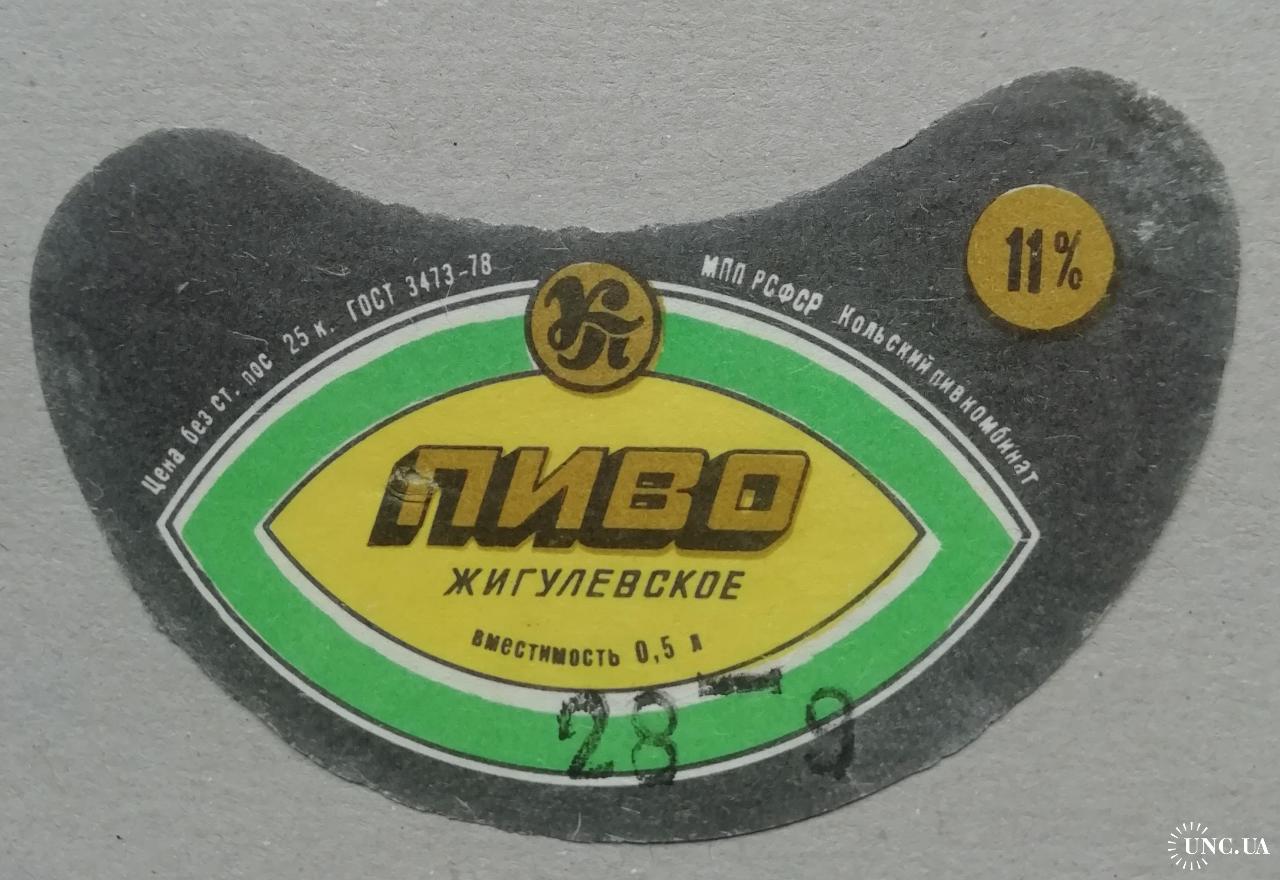 Цена без ст. пос 25 к. ГОСТ 3473-78
МПП РСФСР Кольский пивкомбинат
11%
ПИВО
ЖИГУЛЕВСКОЕ
вместимость 0,5 л
28 9
UNC.UA